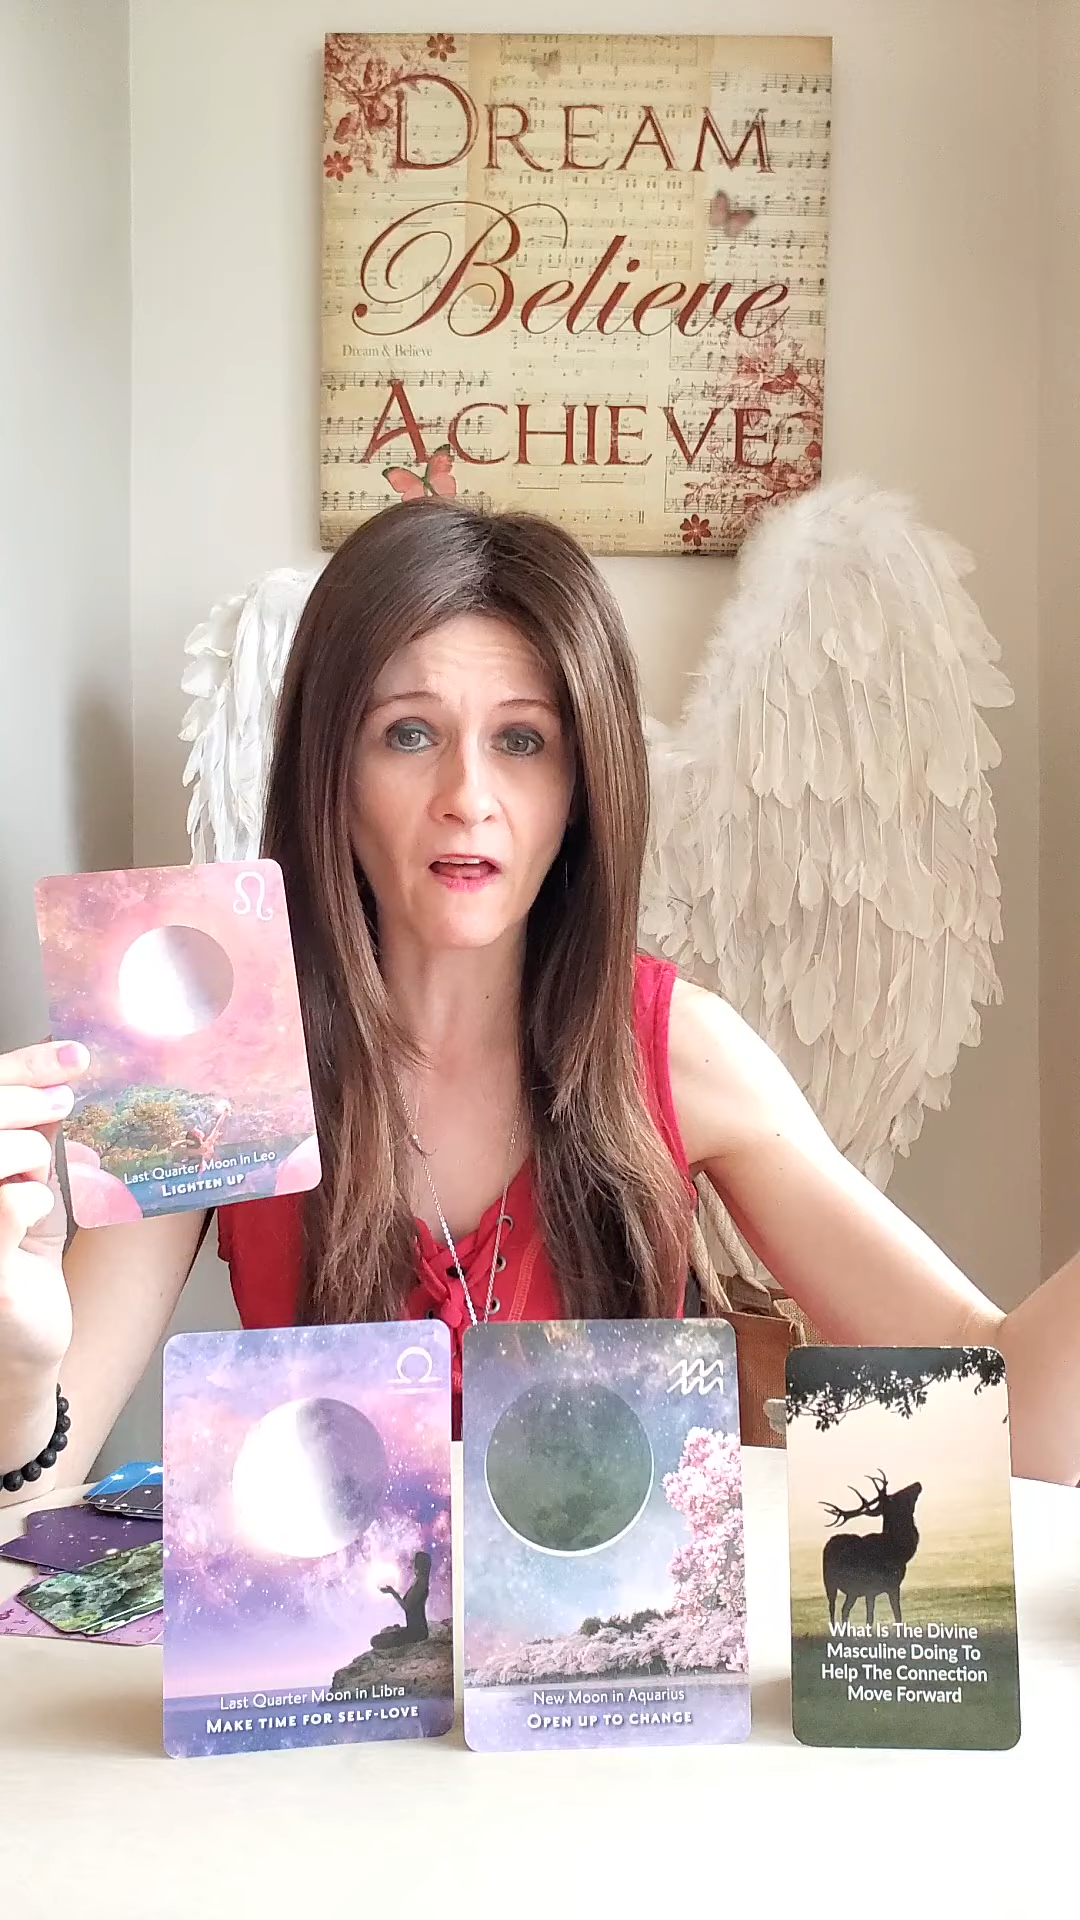 DREAM
Believe
Dream & Believe
ACHIEVE
Last Quarter Moon in Leo
LIGHTEN UP
Last Quarter Moon in Libra
MAKE TIME FOR SELF-LOVE
New Moon in Aquarius
OPEN UP TO CHANGE
What Is The Divine
Masculine Doing To
Help The Connection
Move Forward